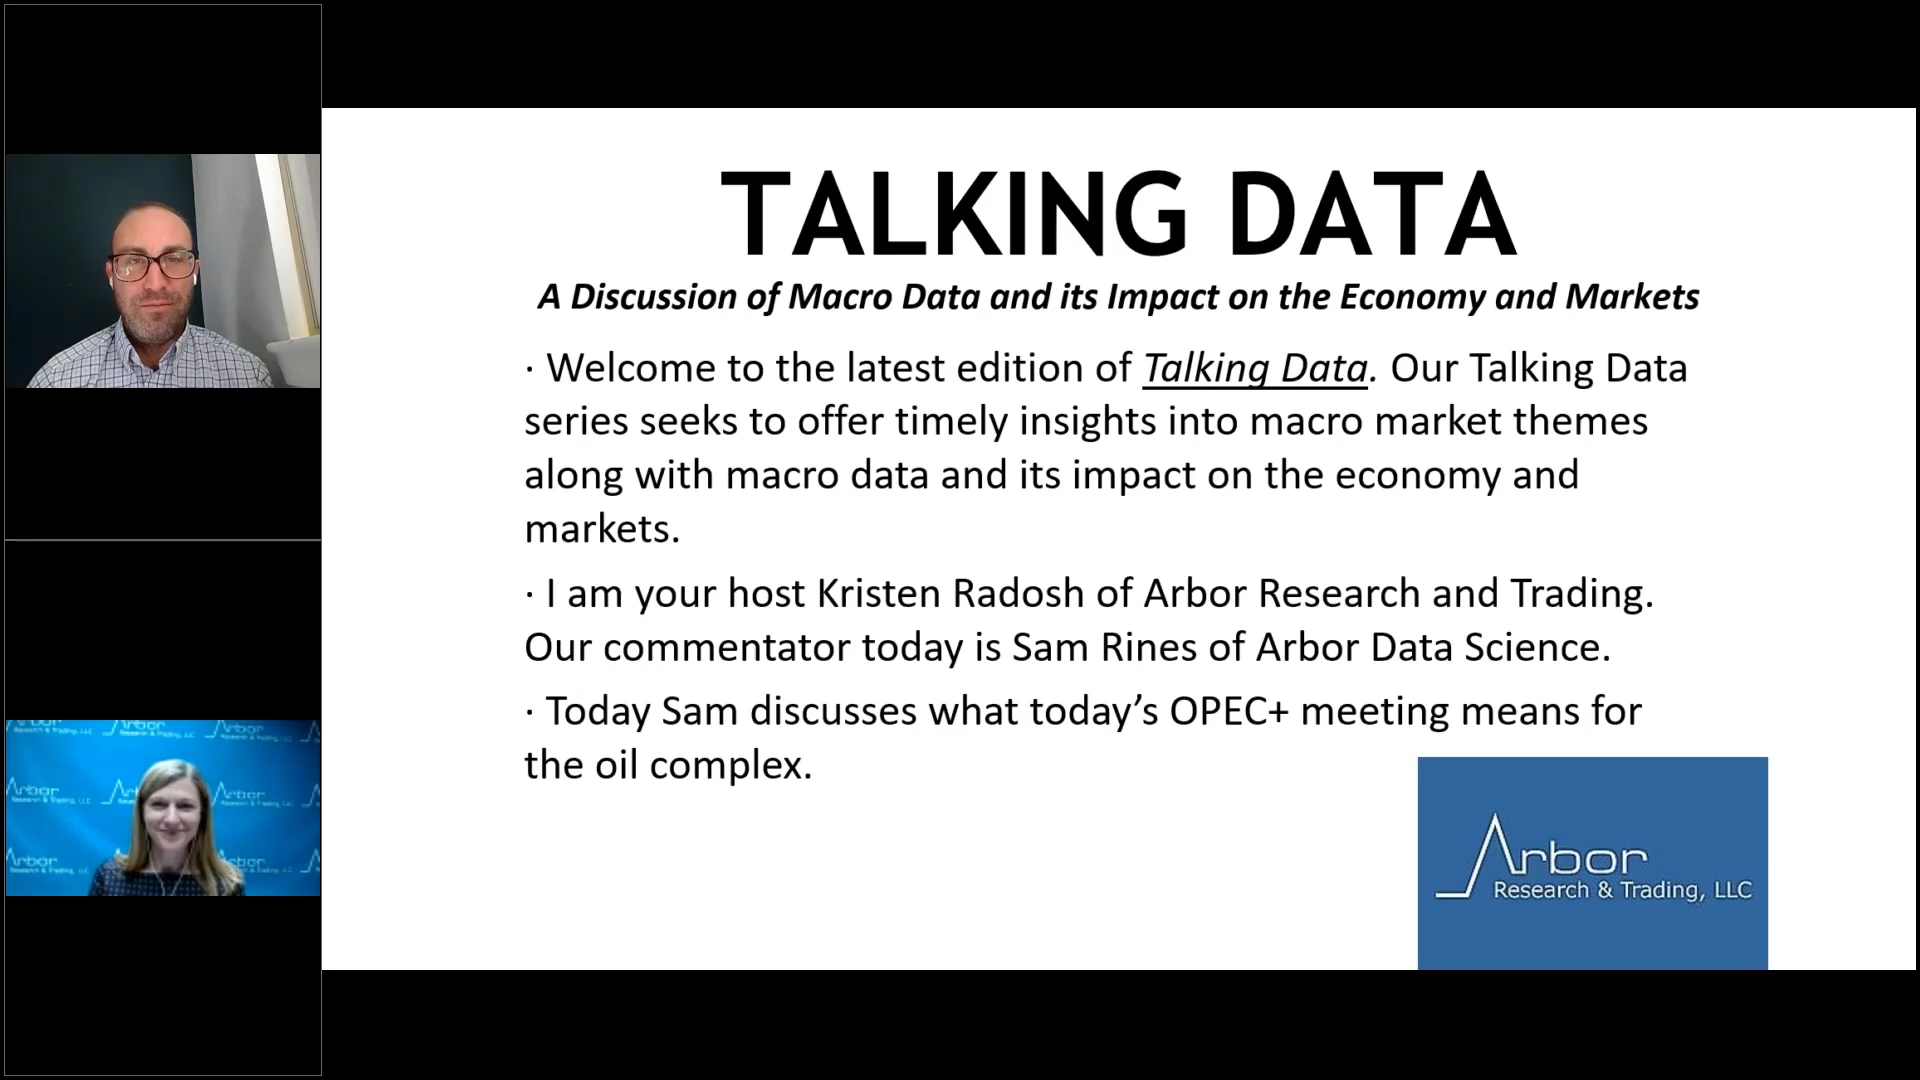 TALKING DATA
A Discussion of Macro Data and its Impact on the Economy and Markets
· Welcome to the latest edition of Talking Data. Our Talking Data
series seeks to offer timely insights into macro market themes
along with macro data and its impact on the economy and
markets.
· I am your host Kristen Radosh of Arbor Research and Trading.
Our commentator today is Sam Rines of Arbor Data Science.
· Today Sam discusses what today’s OPEC+ meeting means for
the oil complex.
Arbor
Research & Trading, LLC
Arbor
Research & Trading, LLC